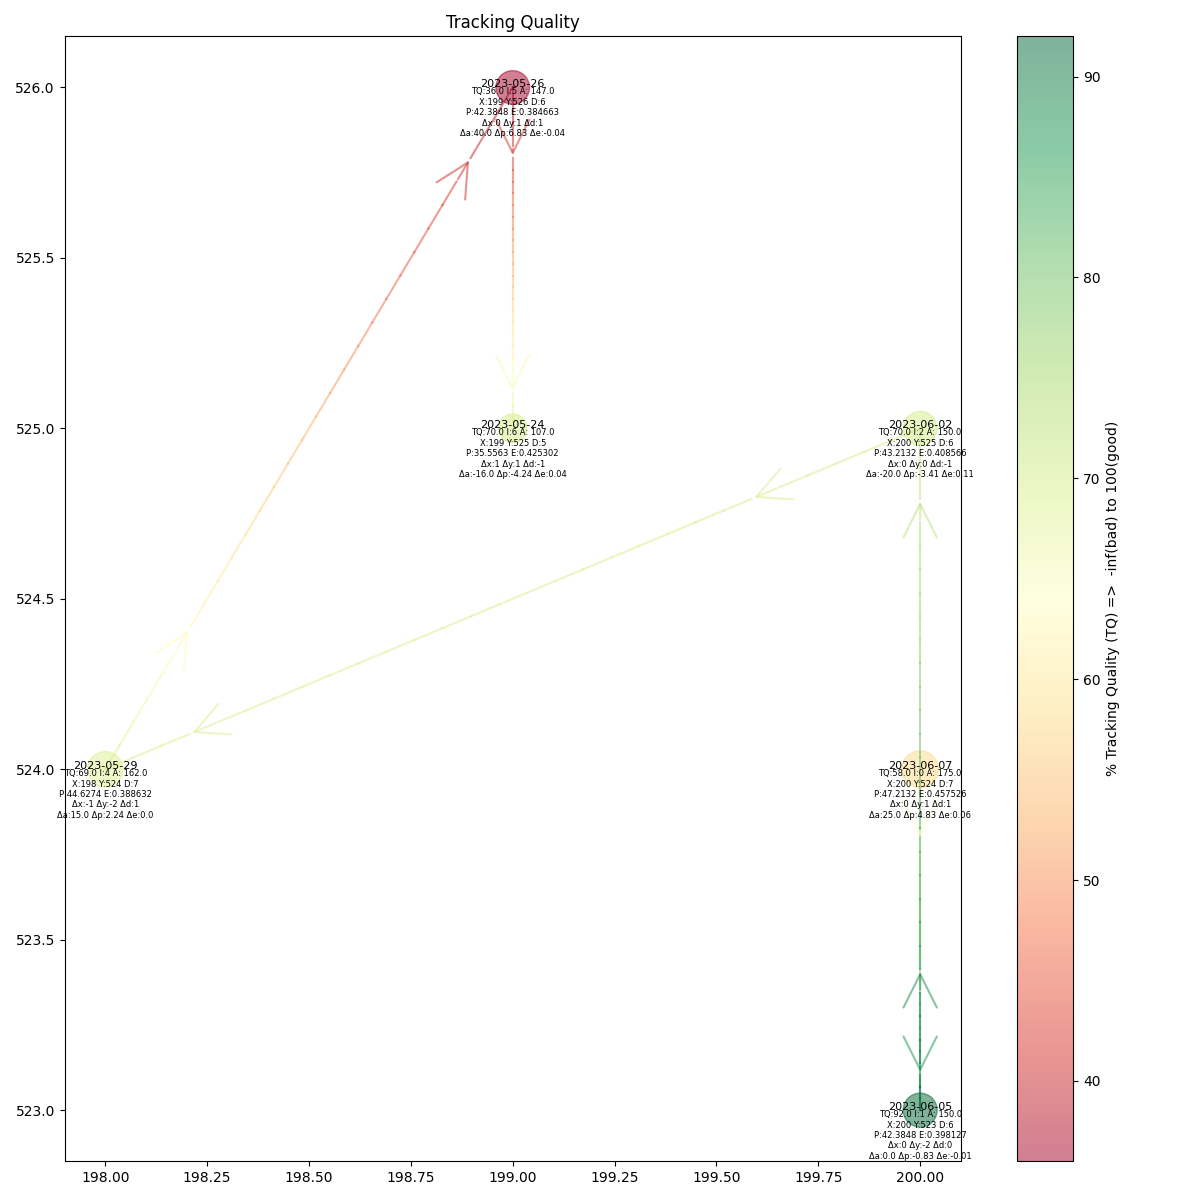 Tracking Quality
526.0
525.5
525.0
524.5
524.0
523.5
523.0
2023-05-26
TQ:36.0 I:5 A: 147.0
X:199 Y:526 D:6
P:42.3848 E:0.384663
Δx:0 Δy:1 Δd:1
Δa:40.0 Δp:6.83 Δe:-0.04
2023-05-24
TQ:70.0 I:6 A: 107.0
X:199 Y:525 D:5
P:35.5563 E:0.425302
Δx:1 Δy:1 Δd:-1
Δa:-16.0 Δp:-4.24 Δe:0.04
2023-06-02
TQ:70.0 I:2 A: 150.0
X:200 Y:525 D:6
P:43.2132 E:0.408566
Δx:0 Δy:0 Δd:-1
Δa:-20.0 Δp:-3.41 Δe:0.11
2023-05-29
TQ:69.0 I:4 A: 162.0
X:198 Y:524 D:7
P:44.6274 E:0.388632
Δx:-1 Δy:-2 Δd:1
Δa:15.0 Δp:2.24 Δe:0.0
2023-06-07
TQ:58.0 I:0 A: 175.0
X:200 Y:524 D:7
P:47.2132 E:0.457526
Δx:0 Δy:1 Δd:1
Δa:25.0 Δp:4.83 Δe:0.06
2023-06-05
TQ:92.0 I:1 A: 150.0
X:200 Y:523 D:6
P:42.3848 E:0.398127
Δx:0 Δy:-2 Δd:0
Δa:0.0 Δp:-0.83 Δe:-0.01
198.00 198.25 198.50 198.75 199.00 199.25 199.50 199.75 200.00
90
80
70
60
50
40
% Tracking Quality (TQ) => -inf(bad) to 100(good)